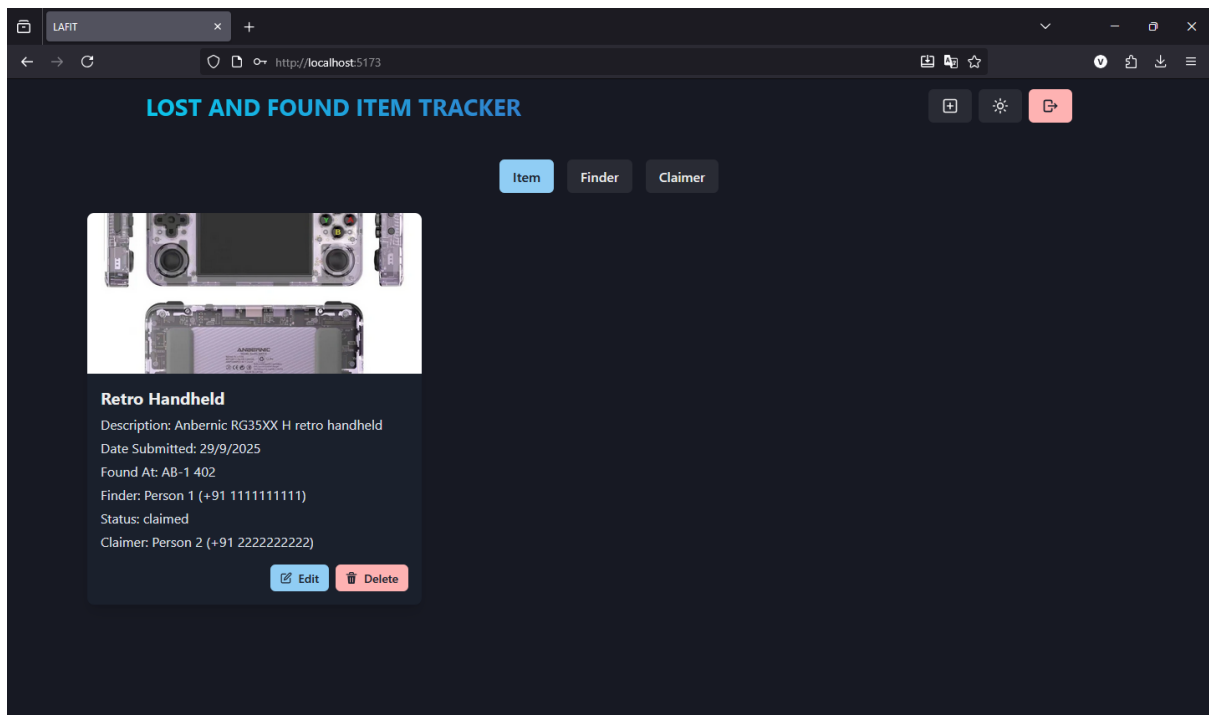 LAFIT
http://localhost:5173
LOST AND FOUND ITEM TRACKER
Item Finder Claimer
Y
X
B
ANBERNIC
Retro Handheld
Description: Anbernic RG35XX H retro handheld
Date Submitted: 29/9/2025
Found At: AB-1 402
Finder: Person 1 (+91 1111111111)
Status: claimed
Claimer: Person 2 (+91 2222222222)
Edit Delete